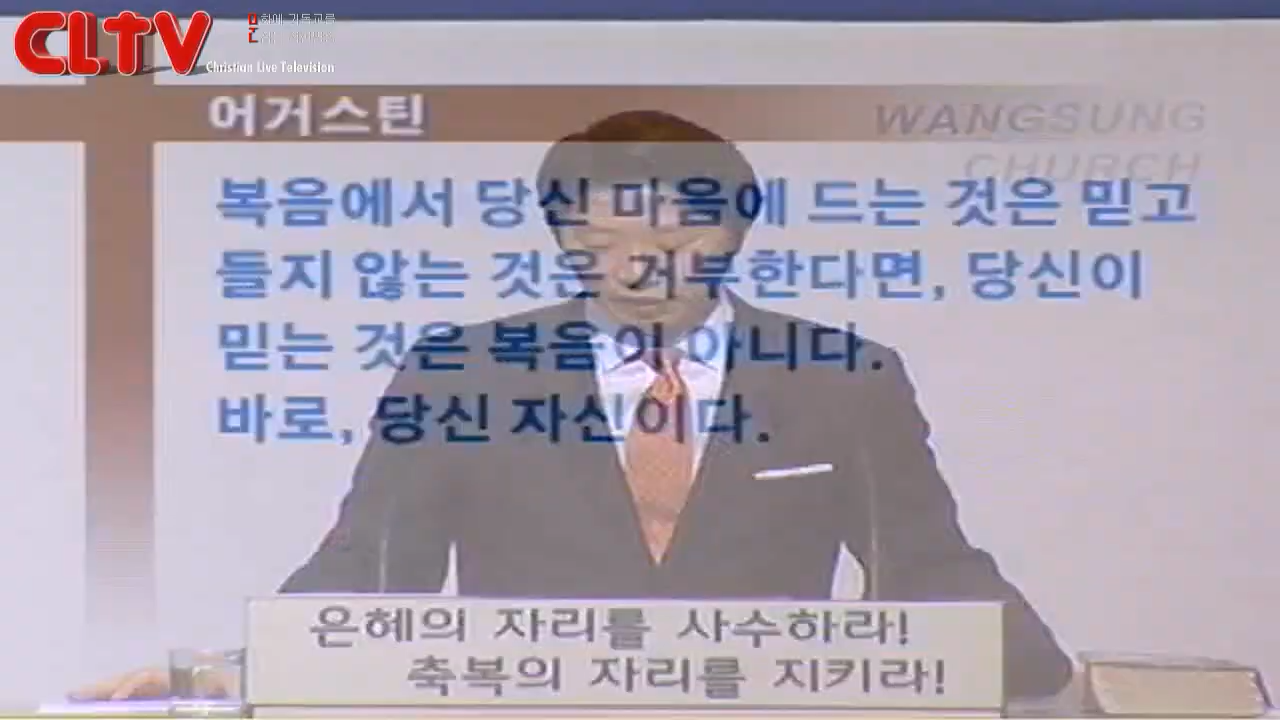 CLTV
Christian Live Television
어거스틴
WANGSUNG
CHURCH
복음에서 당신 마음에 드는 것은 믿고
들지 않는 것은 거부한다면, 당신이
믿는 것은 복음이 아니다.
바로, 당신 자신이다.
은혜의 자리를 사수하라!
축복의 자리를 지키라!